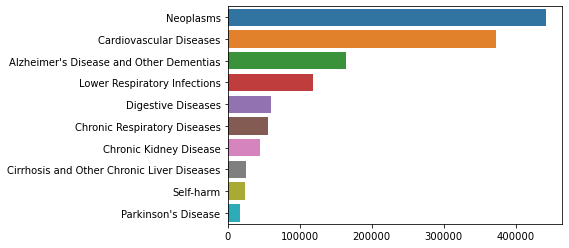 Neoplasms
Cardiovascular Diseases
Alzheimer's Disease and Other Dementias
Lower Respiratory Infections
Digestive Diseases
Chronic Respiratory Diseases
Chronic Kidney Disease
Cirrhosis and Other Chronic Liver Diseases
Self-harm
Parkinson's Disease
0 100000 200000 300000 400000